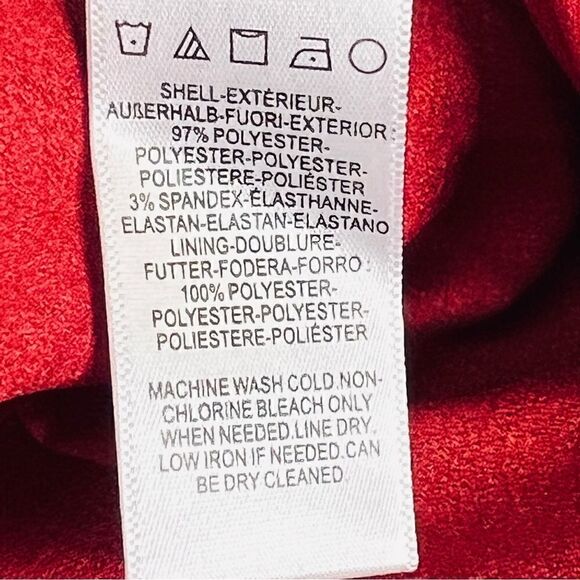 SHELL-EXTÉRIEUR-
AUßERHALB-FUORI-EXTERIOR:
97% POLYESTER-
POLYESTER-POLYESTER-
POLIESTERE-POLIÉSTER
3% SPANDEX-ÉLASTHANNE-
ELASTAN-ELASTAN-ELASTANO
LINING-DOUBLURE-
FUTTER-FODERA-FORRO:
100% POLYESTER-
POLYESTER-POLYESTER-
POLIESTERE-POLIÉSTER
MACHINE WASH COLD.NON-
CHLORINE BLEACH ONLY
WHEN NEEDED.LINE DRY.
LOW IRON IF NEEDED.CAN
BE DRY CLEANED.